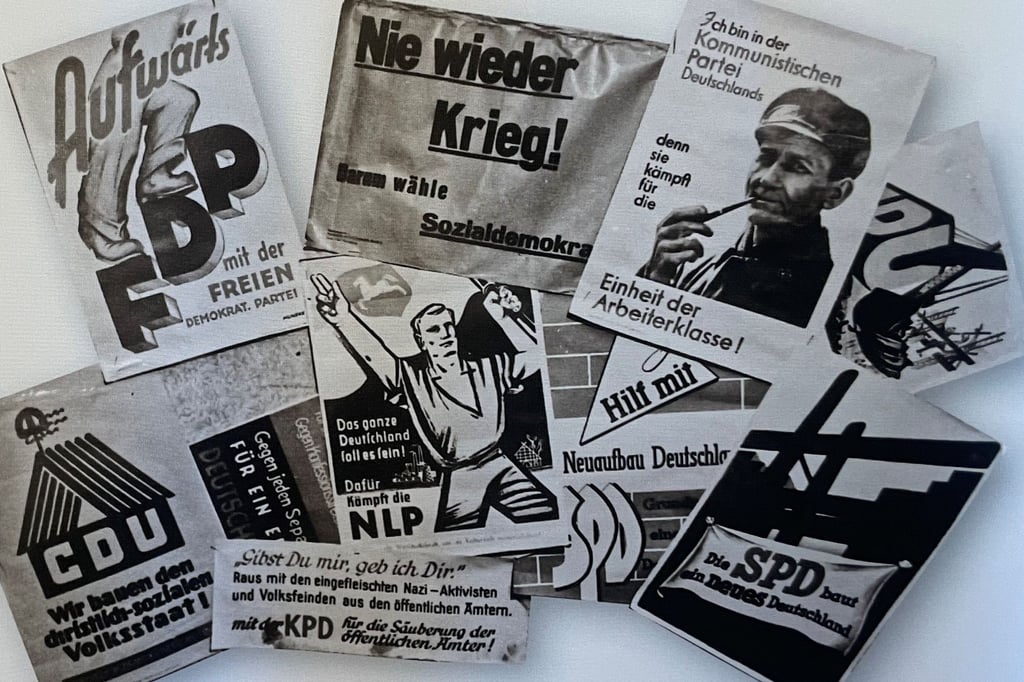 Aufwärts
FDP
mit der
FREIEN
DEMOKRAT. PARTEI
Nie wieder
Krieg!
Darum wähle
Sozialdemokra
Ich bin in der
Kommunistischen
Partei
Deutschlands
denn
sie
kämpft
für
die
Einheit der
Arbeiterklasse!
CDU
Wir bauen den
christlich-sozialen
Volksstaat!
Gegen jeden Sepa
FÜR EIN E
DEUTSCH
Das ganze
Deutschland
soll es sein!
Dafür
kämpft die
NLP
Hilf mit
Neuaufbau Deutschla
SPD
„Gibst Du mir, geb ich Dir."
Raus mit den eingefleischten Nazi-Aktivisten
und Volksfeinden aus den öffentlichen Ämtern.
mit der KPD für die Säuberung der
öffentlichen Ämter!
Die SPD baut
ein neues Deutschland